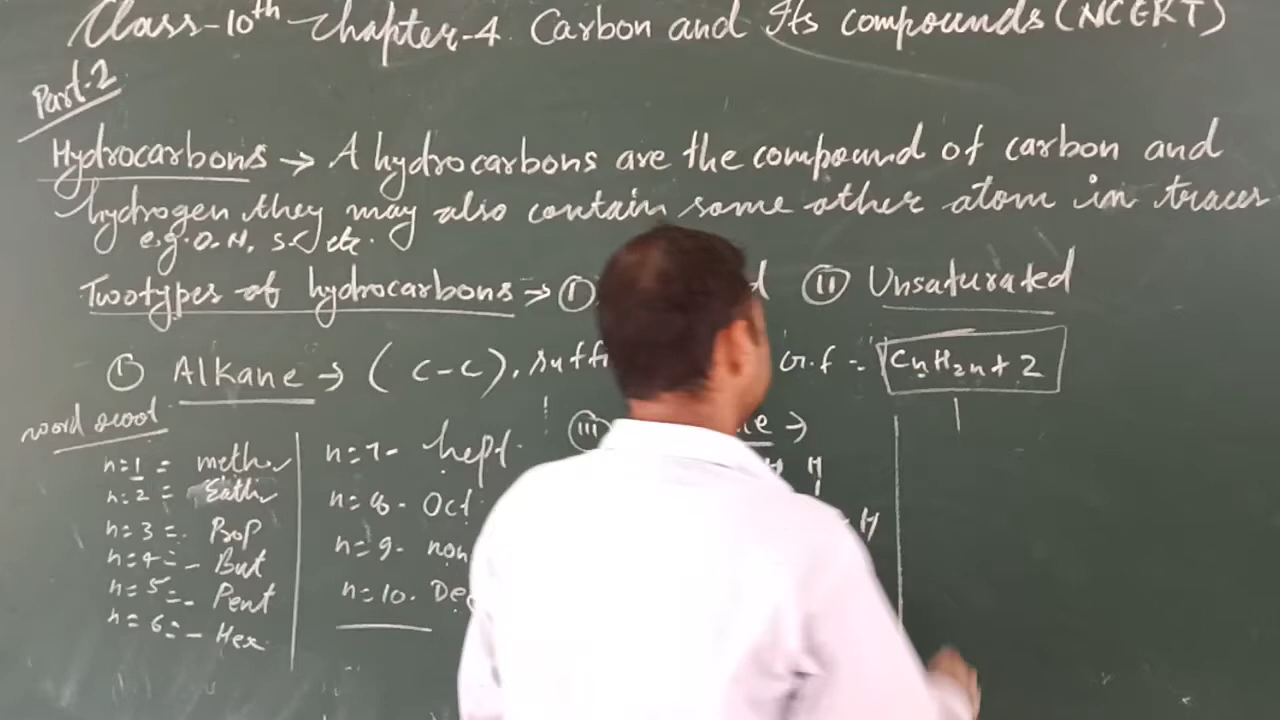 Class-10th Chapter-4. Carbon and Its compounds (NCERT)
Part-2
Hydrocarbons → A hydrocarbons are the compound of carbon and
hydrogen they may also contain some other atom in traces
e.g. O. N, S. etc.
Two types of hydrocarbons → (I) (II) Unsaturated
(I) Alkane → (C-C), G.F = CnH2n+2
word
n=1 = meth
n=2 = Eath
n=3 = Prop
n=4 = - But
n=5 = - Pent
n=6 = - Hex
n=7- hept.
n=8- Oct
n=9- non
n=10. Dec
(III) →
H H
- H